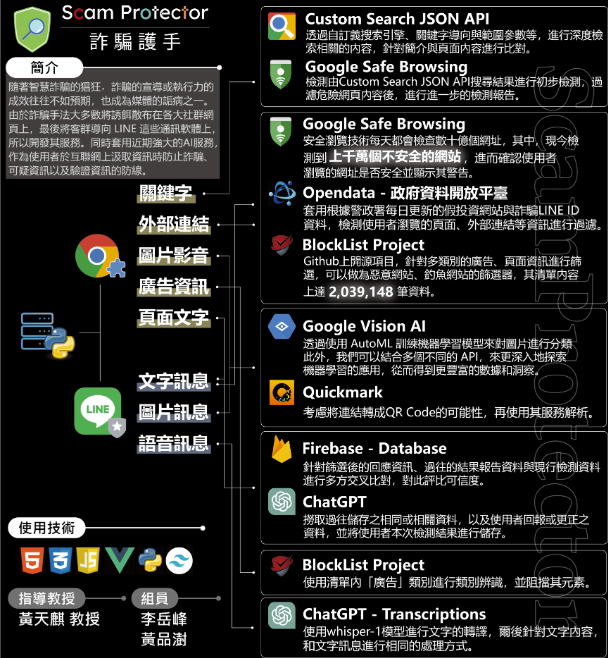 Scam Protector
詐騙護手
簡介
隨著智慧詐騙的猖狂，詐騙的宣導或執行力的
成效往往不如預期，也成為媒體的詬病之一。
由於詐騙手法大多數將誘餌散布在各大社群網
頁上，最後將客群導向 LINE 這些通訊軟體上，
所以開發其服務。同時套用近期強大的AI服務，
作為使用者於互聯網上汲取資訊時防止詐騙、
可疑資訊以及驗證資訊的防線。
關鍵字
外部連結
圖片影音
廣告資訊
頁面文字
LINE
文字訊息
圖片訊息
語音訊息
使用技術
5
3
JS
指導教授
黃天麒 教授
組員
李岳峰
黃品澍
Custom Search JSON API
透過自訂義搜索引擎、關鍵字導向與範圍參數等，進行深度檢
索相關的內容，針對簡介與頁面內容進行比對。
Google Safe Browsing
檢測由Custom Search JSON API搜尋結果進行初步檢測，過
濾危險網頁內容後，進行進一步的檢測報告。
Google Safe Browsing
安全瀏覽技術每天都會檢查數十億個網址，其中，現今檢
測到 上千萬個不安全的網站，進而確認使用者
瀏覽的網址是否安全並顯示其警告。
Opendata - 政府資料開放平臺
套用根據警政署每日更新的假投資網站與詐騙LINE ID
資料，檢測使用者瀏覽的頁面、外部連結等資訊進行過濾。
BlockList Project
Github上開源項目，針對多類別的廣告、頁面資訊進行篩
選，可以做為惡意網站、釣魚網站的篩選器，其清單內容
上達 2,039,148 筆資料。
Google Vision AI
透過使用 AutoML 訓練機器學習模型來對圖片進行分類
此外，我們可以結合多個不同的 API，來更深入地探索
機器學習的應用，從而得到更豐富的數據和洞察。
Quickmark
考慮將連結轉成QR Code的可能性，再使用其服務解析。
Firebase - Database
針對篩選後的回應資訊、過往的結果報告資料與現行檢測資料
進行多方交叉比對，對此評比可信度。
ChatGPT
撈取過往儲存之相同或相關資料，以及使用者回報或更正之
資料，並將使用者本次檢測結果進行儲存。
BlockList Project
使用清單內「廣告」類別進行類別辨識，並阻擋其元素。
ChatGPT - Transcriptions
使用whisper-1模型進行文字的轉譯，爾後針對文字內容，
和文字訊息進行相同的處理方式。
Scam Protector